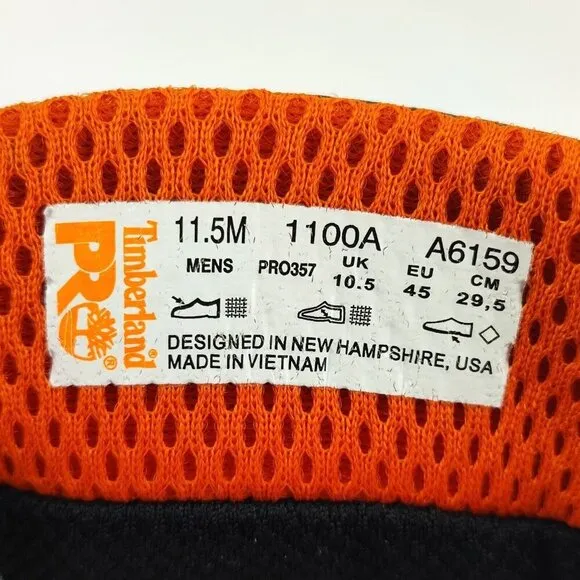 Timberland®
PRO®
11.5M 1100A A6159
MENS PRO357 UK EU CM
10.5 45 29,5
DESIGNED IN NEW HAMPSHIRE, USA
MADE IN VIETNAM